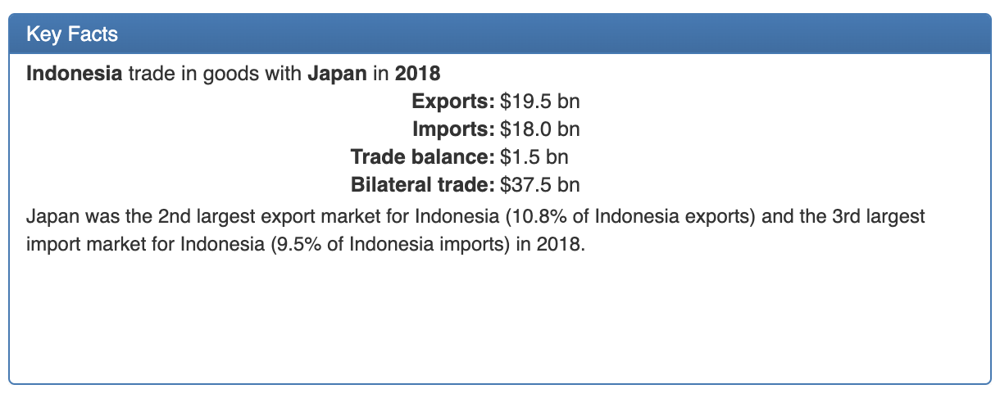 Key Facts
Indonesia trade in goods with Japan in 2018
Exports: $19.5 bn
Imports: $18.0 bn
Trade balance: $1.5 bn
Bilateral trade: $37.5 bn
Japan was the 2nd largest export market for Indonesia (10.8% of Indonesia exports) and the 3rd largest
import market for Indonesia (9.5% of Indonesia imports) in 2018.